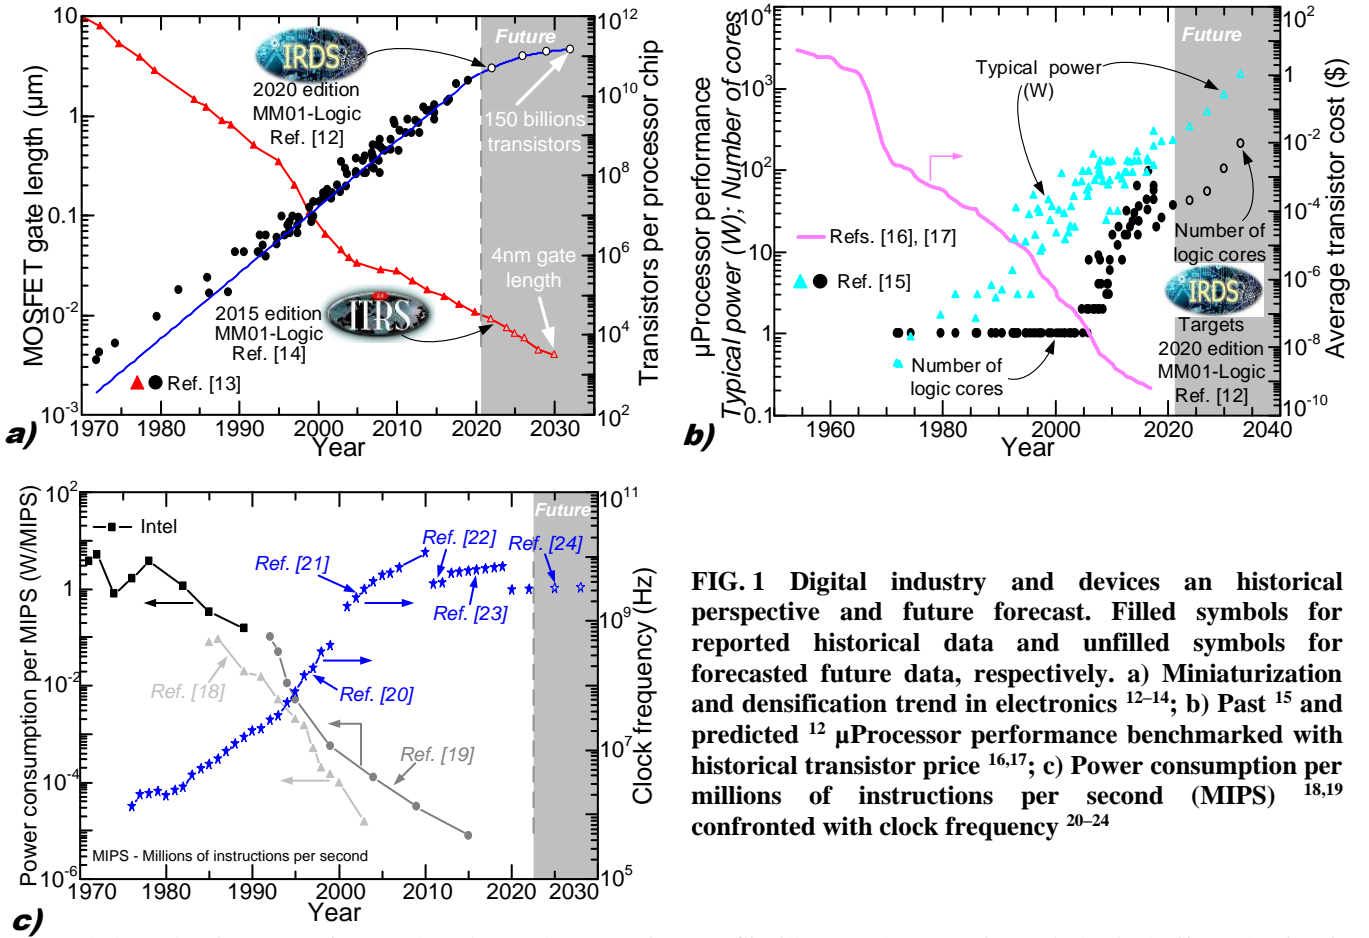 10
1
0.1
10⁻²
10⁻³
MOSFET gate length (µm)
1970 1980 1990 2000 2010 2020 2030
Year
10¹²
10¹⁰
10⁸
10⁶
10⁴
10²
Transistors per processor chip
Future
IRDS
2020 edition
MM01-Logic
Ref. [12]
150 billions
transistors
4nm gate
length
ITRS
2015 edition
MM01-Logic
Ref. [14]
Ref. [13]
a)
10⁴
10³
10²
10
1
0.1
µProcessor performance
Typical power (W); Number of cores
1960 1980 2000 2020 2040
Year
10²
1
10⁻²
10⁻⁴
10⁻⁶
10⁻⁸
10⁻¹⁰
Average transistor cost ($)
Future
Typical power
(W)
Refs. [16], [17]
Ref. [15]
Number of
logic cores
Number of
logic cores
IRDS
Targets
2020 edition
MM01-Logic
Ref. [12]
b)
10²
1
10⁻²
10⁻⁴
10⁻⁶
Power consumption per MIPS (W/MIPS)
1970 1980 1990 2000 2010 2020 2030
Year
10¹¹
10⁹
10⁷
10⁵
Clock frequency (Hz)
Future
Intel
Ref. [21]
Ref. [22]
Ref. [24]
Ref. [23]
Ref. [18]
Ref. [20]
Ref. [19]
MIPS - Millions of instructions per second
c)
FIG. 1 Digital industry and devices an historical
perspective and future forecast. Filled symbols for
reported historical data and unfilled symbols for
forecasted future data, respectively. a) Miniaturization
and densification trend in electronics ¹²⁻¹⁴; b) Past ¹⁵ and
predicted ¹² µProcessor performance benchmarked with
historical transistor price ¹⁶,¹⁷; c) Power consumption per
millions of instructions per second (MIPS) ¹⁸,¹⁹
confronted with clock frequency ²⁰⁻²⁴